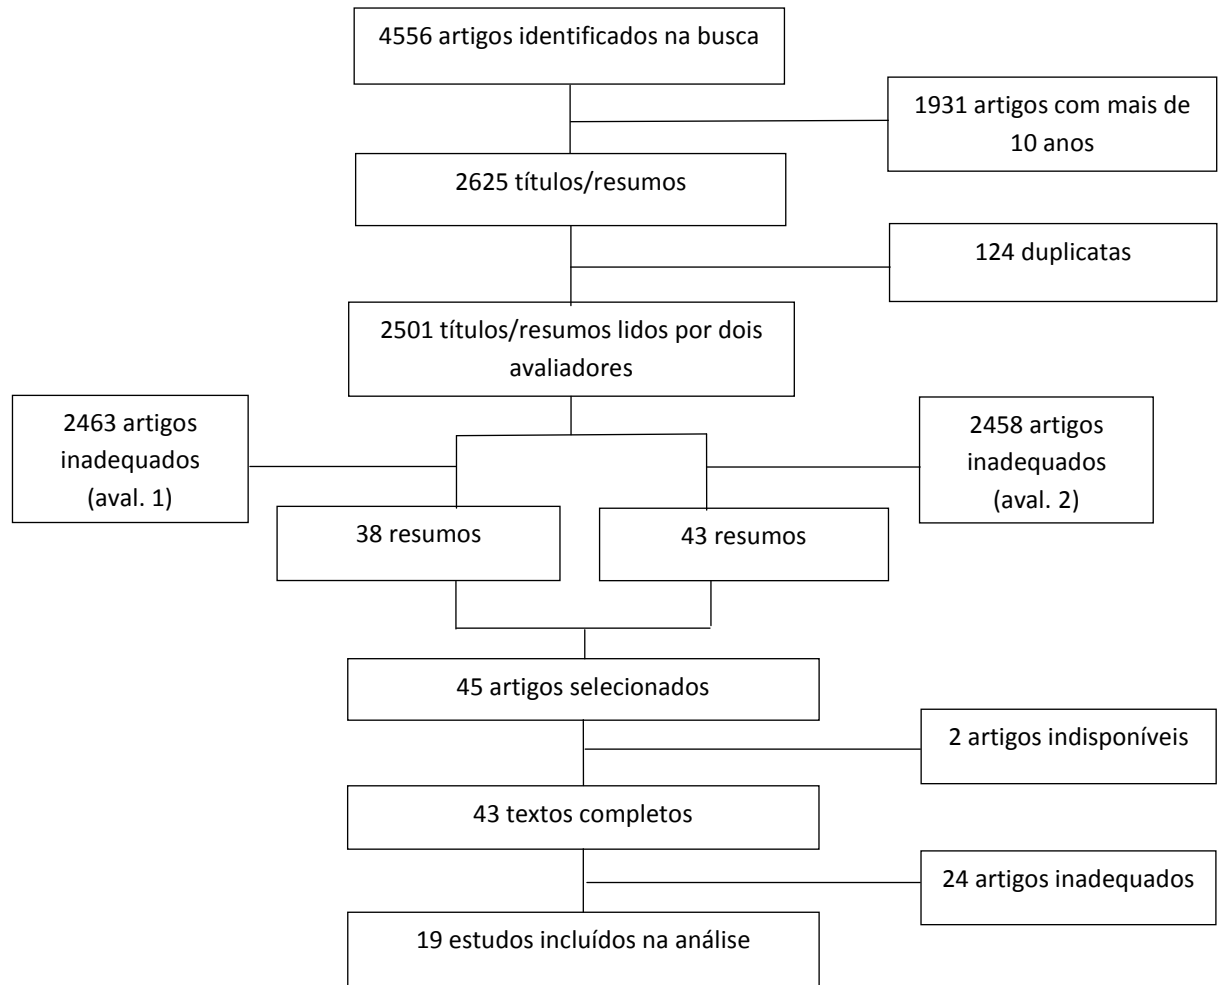 4556 artigos identificados na busca
1931 artigos com mais de
10 anos
2625 títulos/resumos
124 duplicatas
2501 títulos/resumos lidos por dois
avaliadores
2463 artigos
inadequados
(aval. 1)
2458 artigos
inadequados
(aval. 2)
38 resumos
43 resumos
45 artigos selecionados
2 artigos indisponíveis
43 textos completos
24 artigos inadequados
19 estudos incluídos na análise